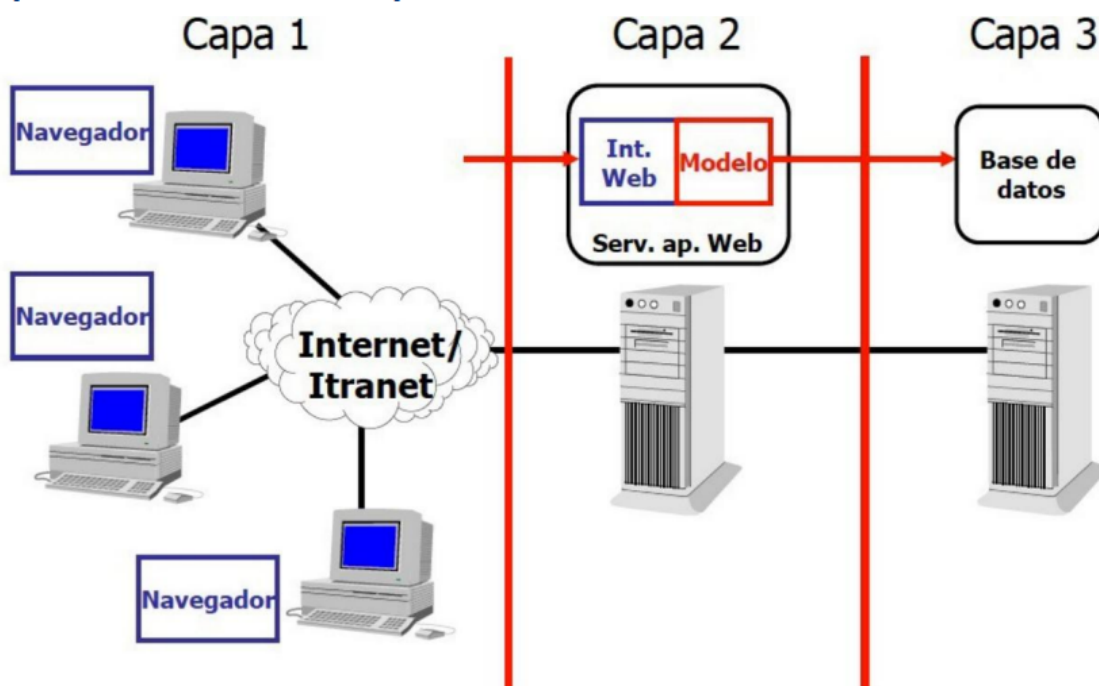 Capa 1
Capa 2
Capa 3
Navegador
Int.
Web
Modelo
Serv. ap. Web
Base de
datos
Navegador
Internet/
Itranet
Navegador